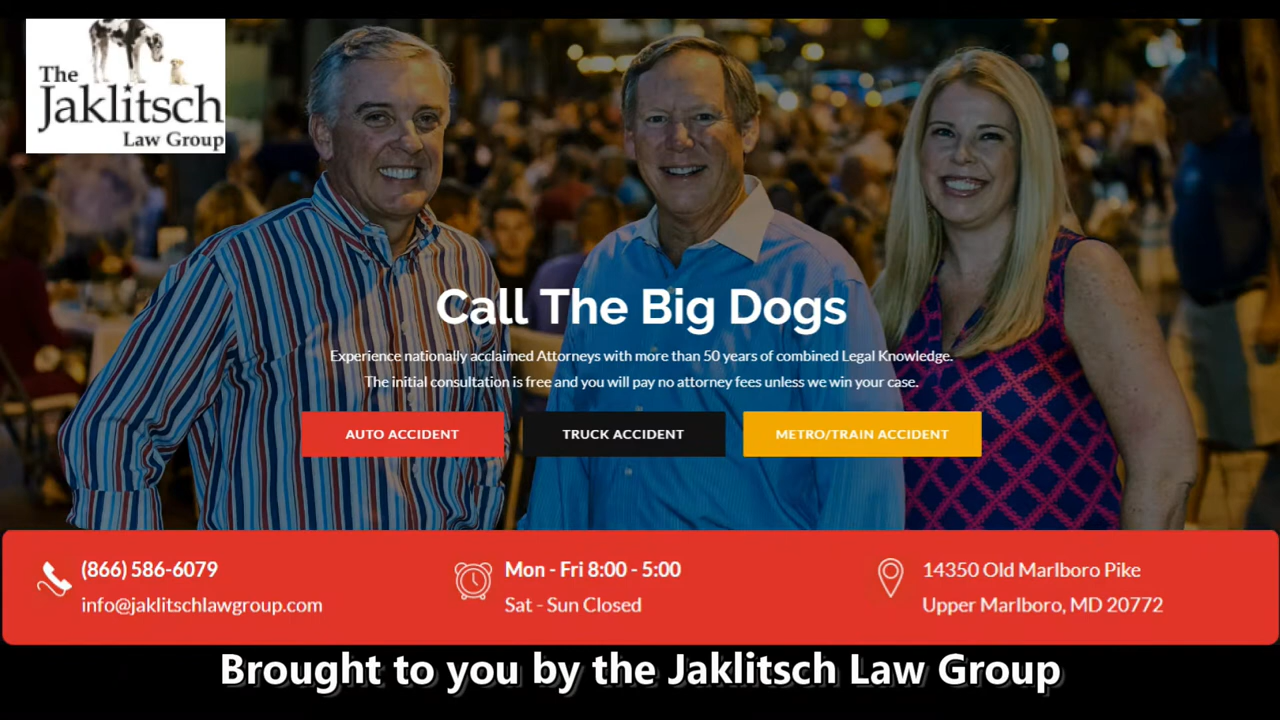 The
Jaklitsch
Law Group
Call The Big Dogs
Experience nationally acclaimed Attorneys with more than 50 years of combined Legal Knowledge.
The initial consultation is free and you will pay no attorney fees unless we win your case.
AUTO ACCIDENT
TRUCK ACCIDENT
METRO/TRAIN ACCIDENT
(866) 586-6079
info@jaklitschlawgroup.com
Mon - Fri 8:00 - 5:00
Sat - Sun Closed
14350 Old Marlboro Pike
Upper Marlboro, MD 20772
Brought to you by the Jaklitsch Law Group